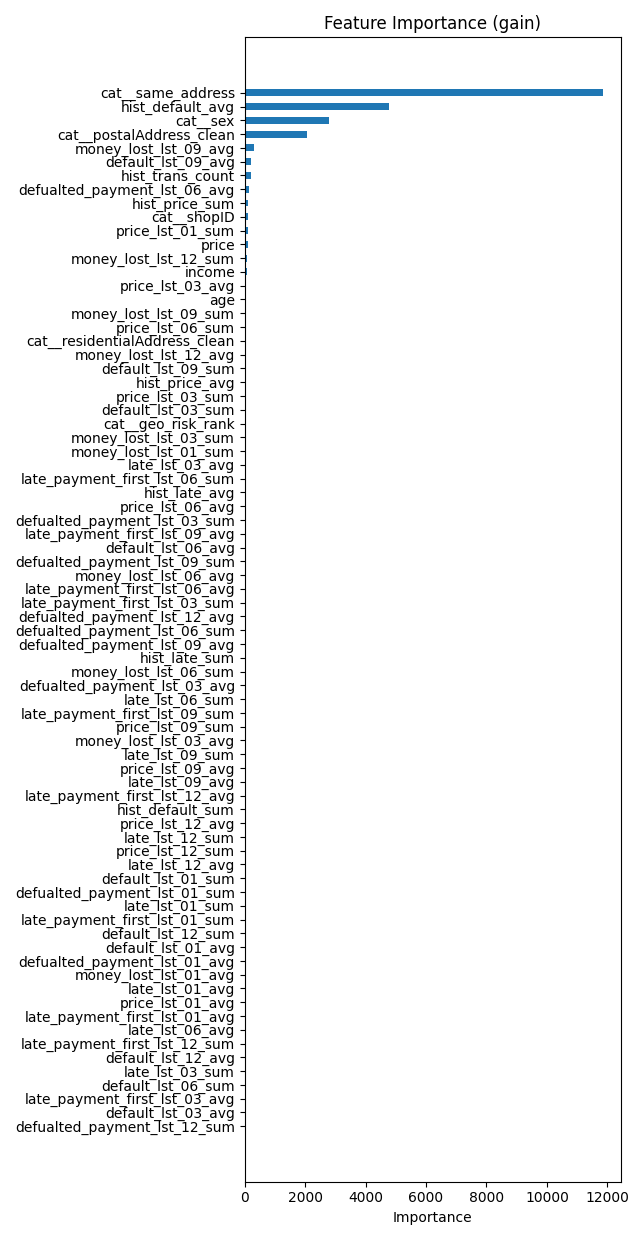 Feature Importance (gain)
cat__same_address
hist_default_avg
cat__sex
cat__postalAddress_clean
money_lost_lst_09_avg
default_lst_09_avg
hist_trans_count
defualted_payment_lst_06_avg
hist_price_sum
cat__shopID
price_lst_01_sum
price
money_lost_lst_12_sum
income
price_lst_03_avg
age
money_lost_lst_09_sum
price_lst_06_sum
cat__residentialAddress_clean
money_lost_lst_12_avg
default_lst_09_sum
hist_price_avg
price_lst_03_sum
default_lst_03_sum
cat__geo_risk_rank
money_lost_lst_03_sum
money_lost_lst_01_sum
late_lst_03_avg
late_payment_first_lst_06_sum
hist_late_avg
price_lst_06_avg
defualted_payment_lst_03_sum
late_payment_first_lst_09_avg
default_lst_06_avg
defualted_payment_lst_09_sum
money_lost_lst_06_avg
late_payment_first_lst_06_avg
late_payment_first_lst_03_sum
defualted_payment_lst_12_avg
defualted_payment_lst_06_sum
defualted_payment_lst_09_avg
hist_late_sum
money_lost_lst_06_sum
defualted_payment_lst_03_avg
late_lst_06_sum
late_payment_first_lst_09_sum
price_lst_09_sum
money_lost_lst_03_avg
late_lst_09_sum
price_lst_09_avg
late_lst_09_avg
late_payment_first_lst_12_avg
hist_default_sum
price_lst_12_avg
late_lst_12_sum
price_lst_12_sum
late_lst_12_avg
default_lst_01_sum
defualted_payment_lst_01_sum
late_lst_01_sum
late_payment_first_lst_01_sum
default_lst_12_sum
default_lst_01_avg
defualted_payment_lst_01_avg
money_lost_lst_01_avg
late_lst_01_avg
price_lst_01_avg
late_payment_first_lst_01_avg
late_lst_06_avg
late_payment_first_lst_12_sum
default_lst_12_avg
late_lst_03_sum
default_lst_06_sum
late_payment_first_lst_03_avg
default_lst_03_avg
defualted_payment_lst_12_sum
0 2000 4000 6000 8000 10000 12000
Importance